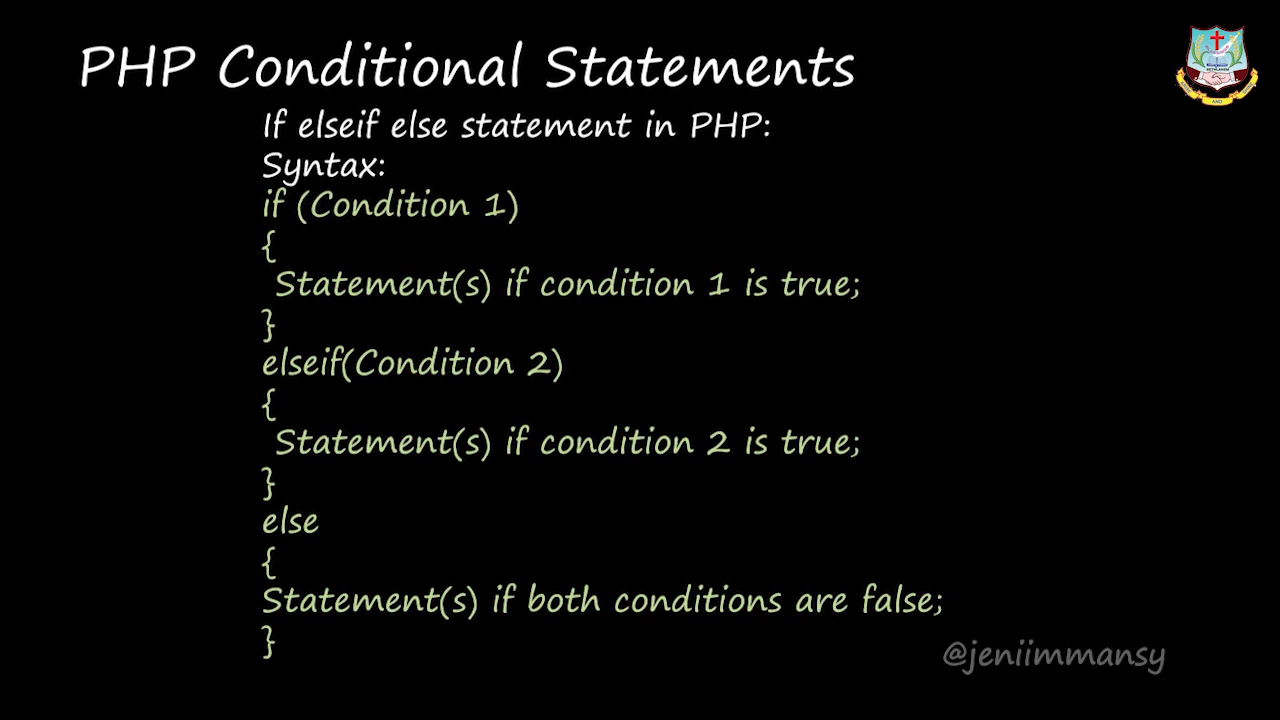 PHP Conditional Statements
If elseif else statement in PHP:
Syntax:
if (Condition 1)
{
Statement(s) if condition 1 is true;
}
elseif(Condition 2)
{
Statement(s) if condition 2 is true;
}
else
{
Statement(s) if both conditions are false;
}
@jeniimmansy